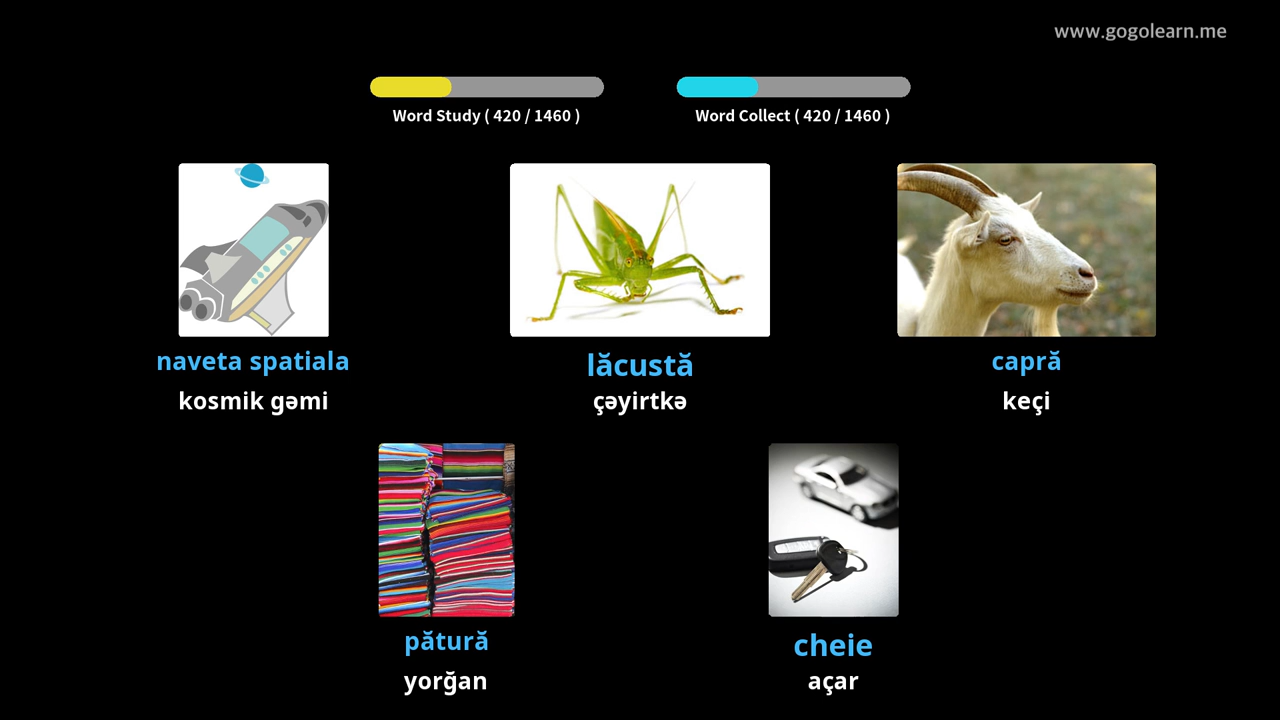 www.gogolearn.me
Word Study ( 420 / 1460 )
Word Collect ( 420 / 1460 )
naveta spatiala
kosmik gəmi
lăcustă
çəyirtkə
capră
keçi
pătură
yorğan
cheie
açar